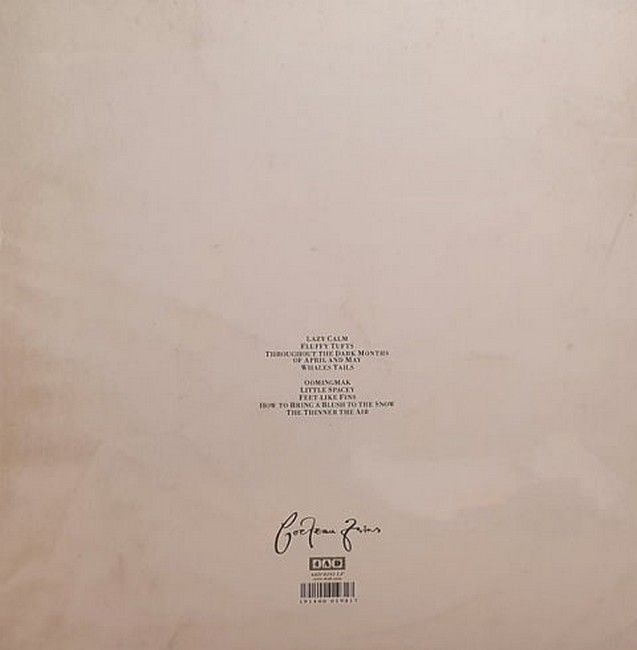 LAZY CALM
FLUFFY TUFTS
THROUGHOUT THE DARK MONTHS
OF APRIL AND MAY
WHALES TAILS
OOMINGMAK
LITTLE SPACEY
FEET-LIKE FINS
HOW TO BRING A BLUSH TO THE SNOW
THE THINNER THE AIR
Cocteau Twins
4AD